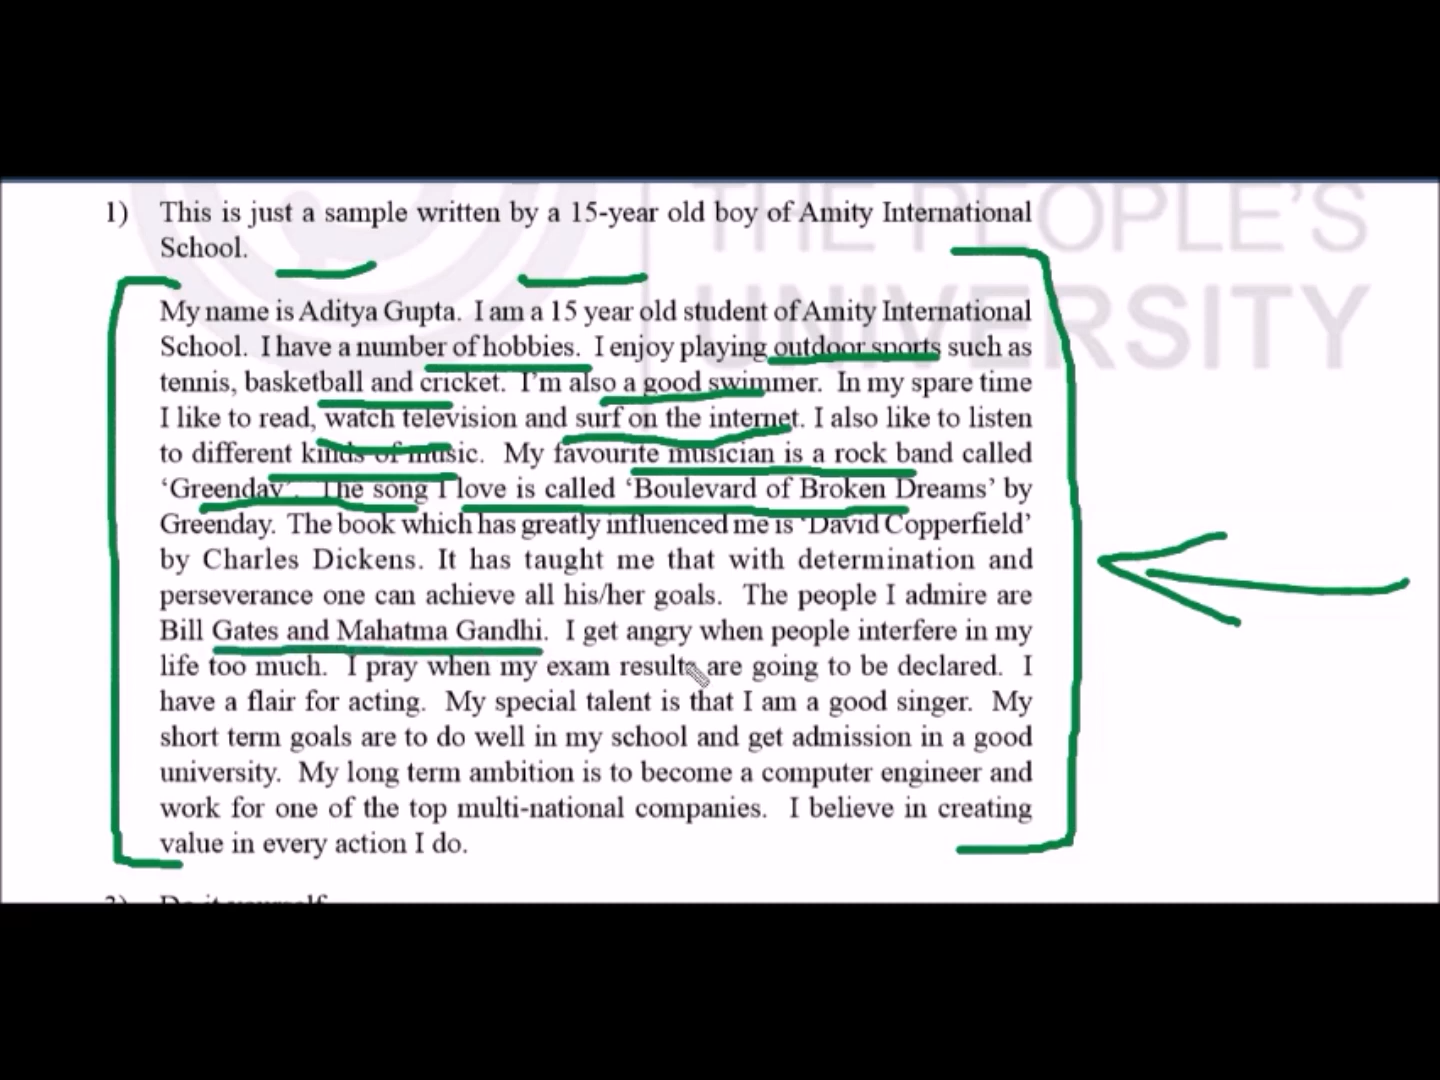 THE PEOPLE'S
UNIVERSITY
1) This is just a sample written by a 15-year old boy of Amity International
School.
My name is Aditya Gupta. I am a 15 year old student of Amity International
School. I have a number of hobbies. I enjoy playing outdoor sports such as
tennis, basketball and cricket. I'm also a good swimmer. In my spare time
I like to read, watch television and surf on the internet. I also like to listen
to different kinds of music. My favourite musician is a rock band called
‘Greenday’. The song I love is called ‘Boulevard of Broken Dreams’ by
Greenday. The book which has greatly influenced me is ‘David Copperfield’
by Charles Dickens. It has taught me that with determination and
perseverance one can achieve all his/her goals. The people I admire are
Bill Gates and Mahatma Gandhi. I get angry when people interfere in my
life too much. I pray when my exam results are going to be declared. I
have a flair for acting. My special talent is that I am a good singer. My
short term goals are to do well in my school and get admission in a good
university. My long term ambition is to become a computer engineer and
work for one of the top multi-national companies. I believe in creating
value in every action I do.
2) Do it yourself